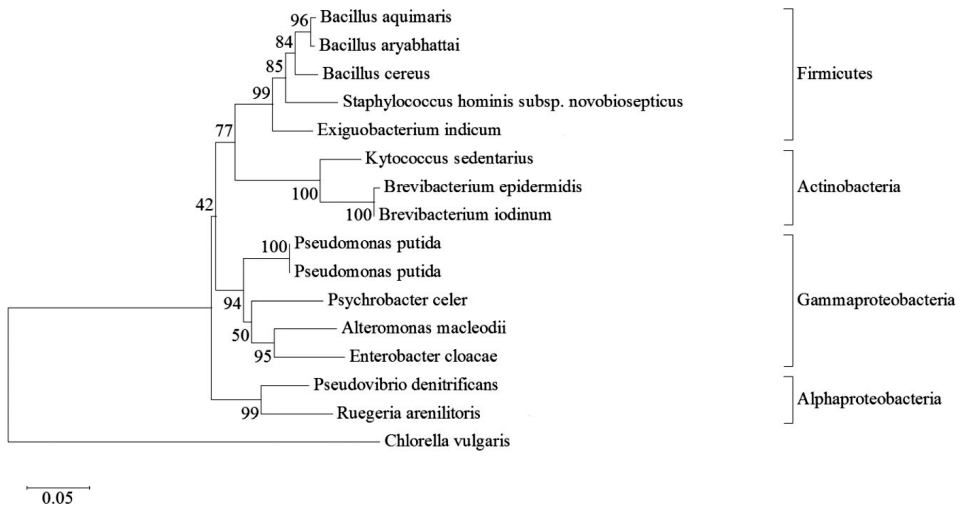 Bacillus aquimaris
96
Bacillus aryabhattai
84
Bacillus cereus
85
Firmicutes
99
Staphylococcus hominis subsp. novobiosepticus
77
Exiguobacterium indicum
Kytococcus sedentarius
100
Brevibacterium epidermidis
Actinobacteria
100
Brevibacterium iodinum
42
100
Pseudomonas putida
Pseudomonas putida
94
Psychrobacter celer
Gammaproteobacteria
50
Alteromonas macleodii
95
Enterobacter cloacae
Pseudovibrio denitrificans
Alphaproteobacteria
99
Ruegeria arenilitoris
Chlorella vulgaris
0.05